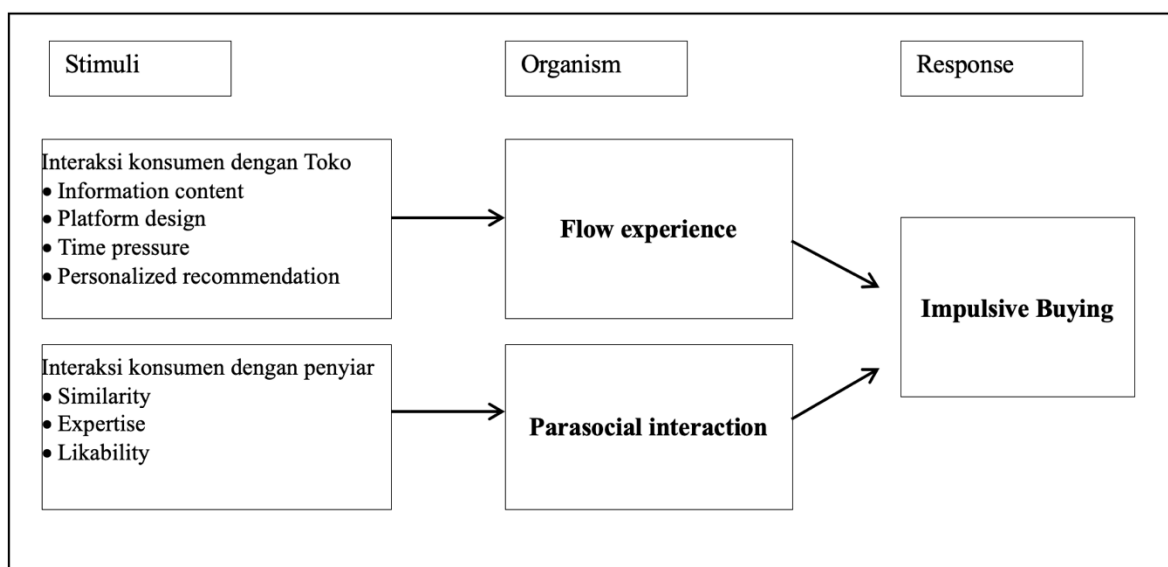 Stimuli
Organism
Response
Interaksi konsumen dengan Toko
• Information content
• Platform design
• Time pressure
• Personalized recommendation
Flow experience
Impulsive Buying
Interaksi konsumen dengan penyiar
• Similarity
• Expertise
• Likability
Parasocial interaction